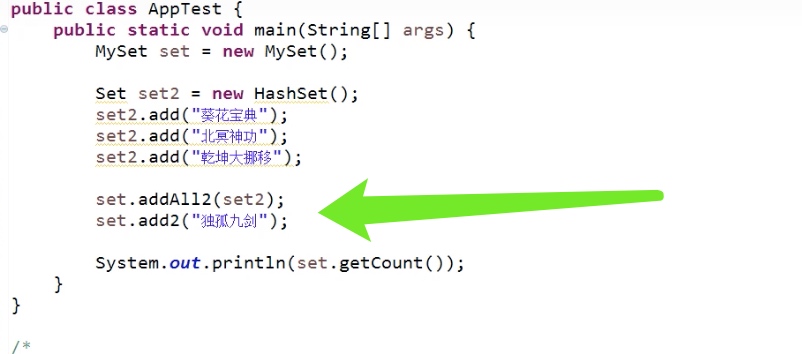 public class AppTest {
public static void main(String[] args) {
MySet set = new MySet();
Set set2 = new HashSet();
set2.add("葵花宝典");
set2.add("北冥神功");
set2.add("乾坤大挪移");
set.addAll2(set2);
set.add2("独孤九剑");
System.out.println(set.getCount());
}
}
/*